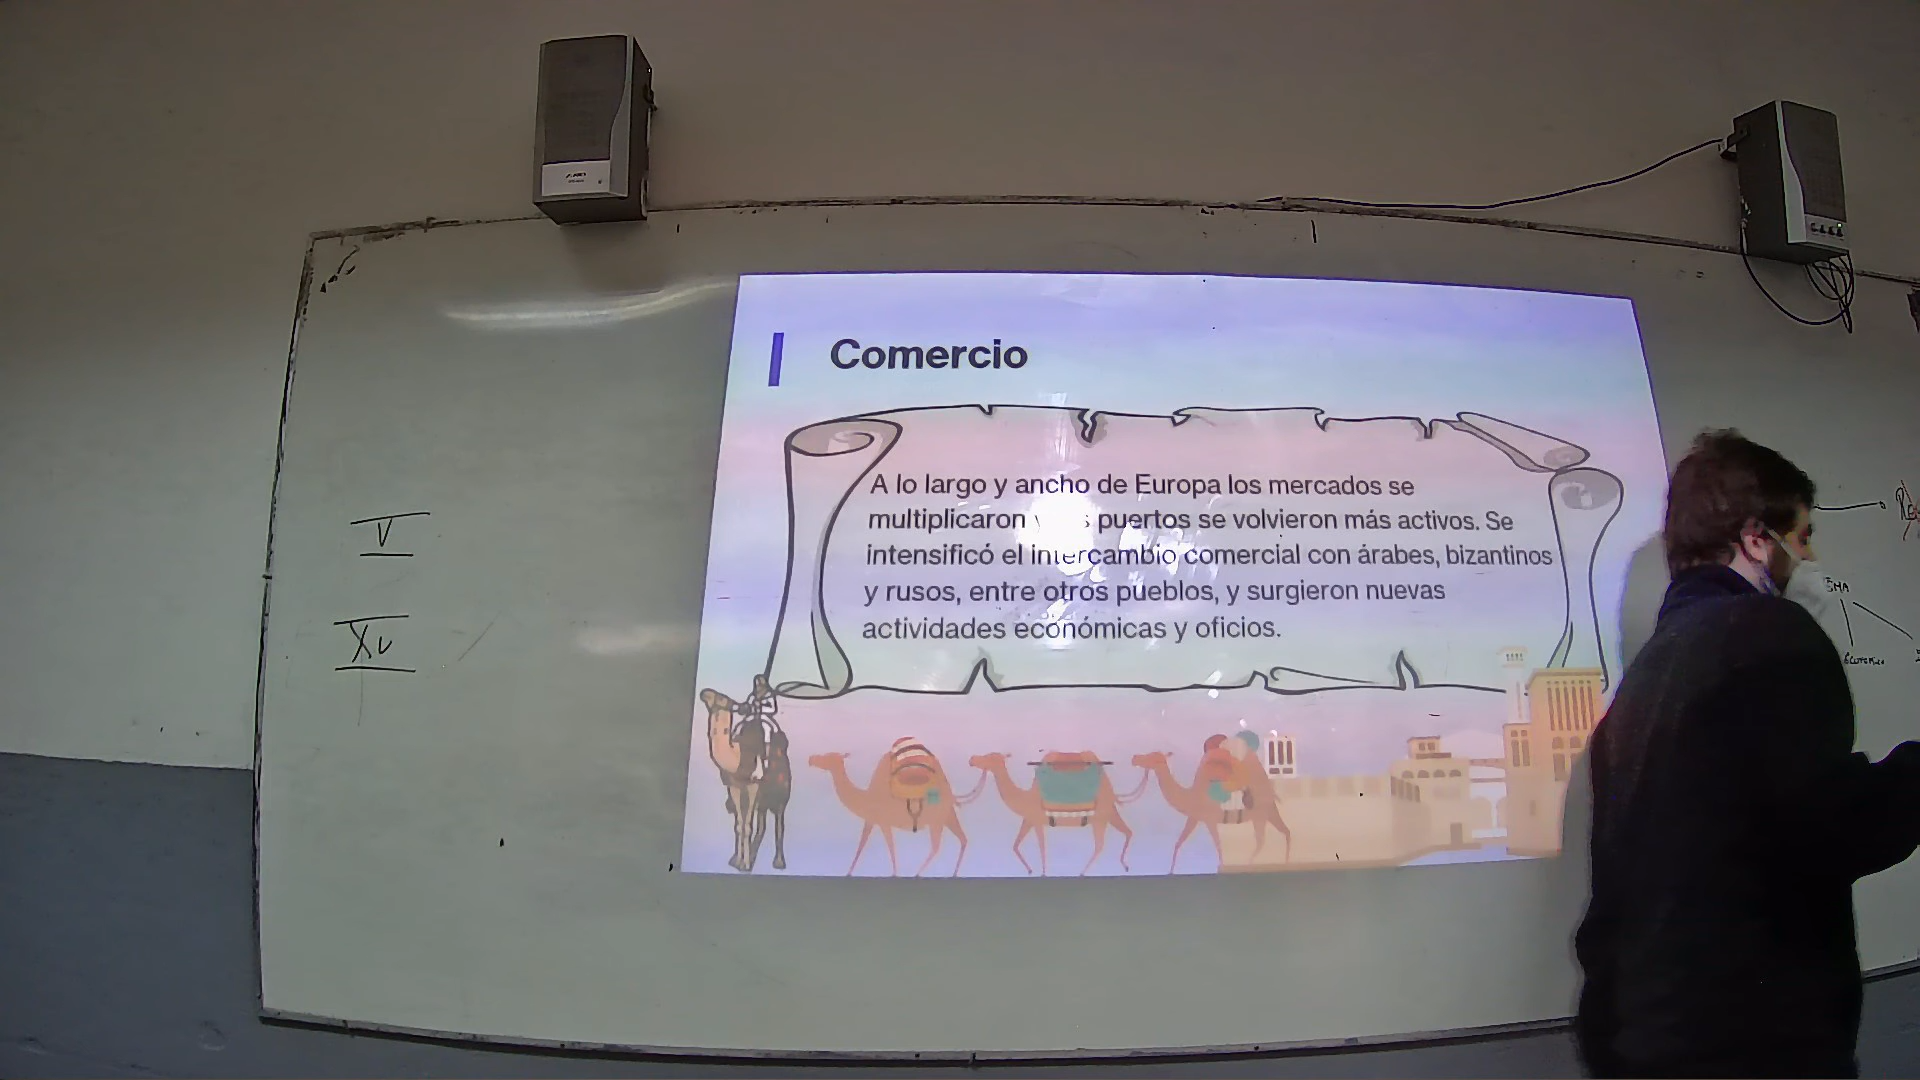 Comercio
A lo largo y ancho de Europa los mercados se
multiplicaron puertos se volvieron más activos. Se
intensificó el intercambio comercial con árabes, bizantinos
y rusos, entre otros pueblos, y surgieron nuevas
actividades económicas y oficios.
V
XV